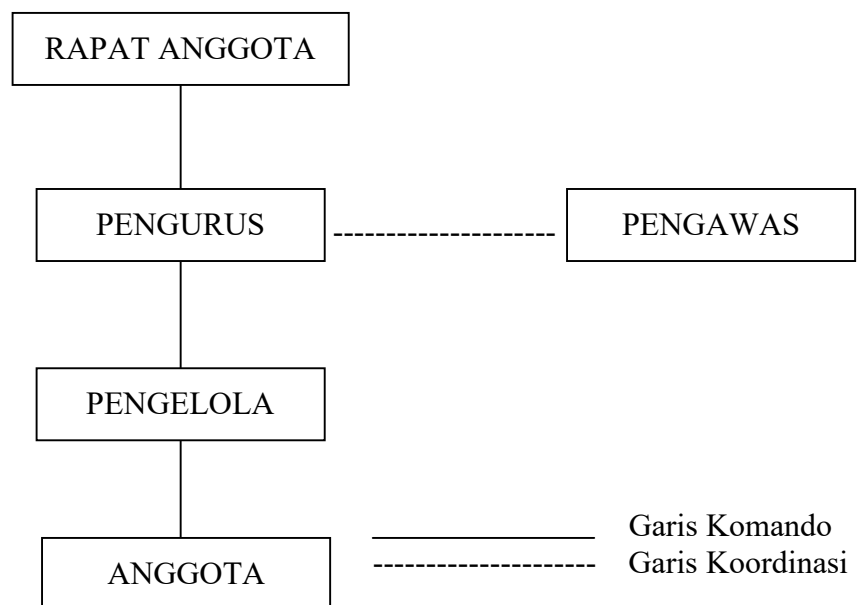 RAPAT ANGGOTA
PENGURUS
PENGAWAS
PENGELOLA
ANGGOTA
Garis Komando
Garis Koordinasi